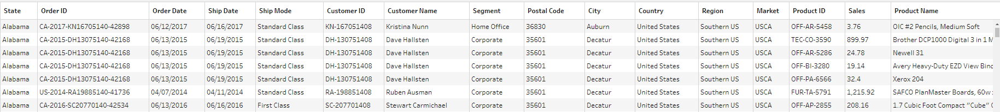 State Order ID Order Date Ship Date Ship Mode Customer ID Customer Name Segment Postal Code City Country Region Market Product ID Sales Product Name
Alabama CA-2017-KN16705140-42898 06/12/2017 06/16/2017 Standard Class KN-167051408 Kristina Nunn Home Office 36830 Auburn United States Southern US USCA OFF-AR-5458 3.76 OIC #2 Pencils, Medium Soft
Alabama CA-2015-DH13075140-42168 06/13/2015 06/19/2015 Standard Class DH-130751408 Dave Hallsten Corporate 35601 Decatur United States Southern US USCA TEC-CO-3590 899.97 Brother DCP1000 Digital 3 in 1 M
Alabama CA-2015-DH13075140-42168 06/13/2015 06/19/2015 Standard Class DH-130751408 Dave Hallsten Corporate 35601 Decatur United States Southern US USCA OFF-AR-5286 24.78 Newell 31
Alabama CA-2015-DH13075140-42168 06/13/2015 06/19/2015 Standard Class DH-130751408 Dave Hallsten Corporate 35601 Decatur United States Southern US USCA OFF-BI-3280 19.14 Avery Heavy-Duty EZD View Binc
Alabama CA-2015-DH13075140-42168 06/13/2015 06/19/2015 Standard Class DH-130751408 Dave Hallsten Corporate 35601 Decatur United States Southern US USCA OFF-PA-6566 32.4 Xerox 204
Alabama US-2014-RA19885140-41736 04/07/2014 04/11/2014 Standard Class RA-198851408 Ruben Ausman Corporate 35601 Decatur United States Southern US USCA FUR-TA-5791 1,215.92 SAFCO PlanMaster Boards, 60w
Alabama CA-2016-SC20770140-42534 06/13/2016 06/16/2016 First Class SC-207701408 Stewart Carmichael Corporate 35601 Decatur United States Southern US USCA OFF-AP-2855 208.16 1.7 Cubic Foot Compact "Cube"